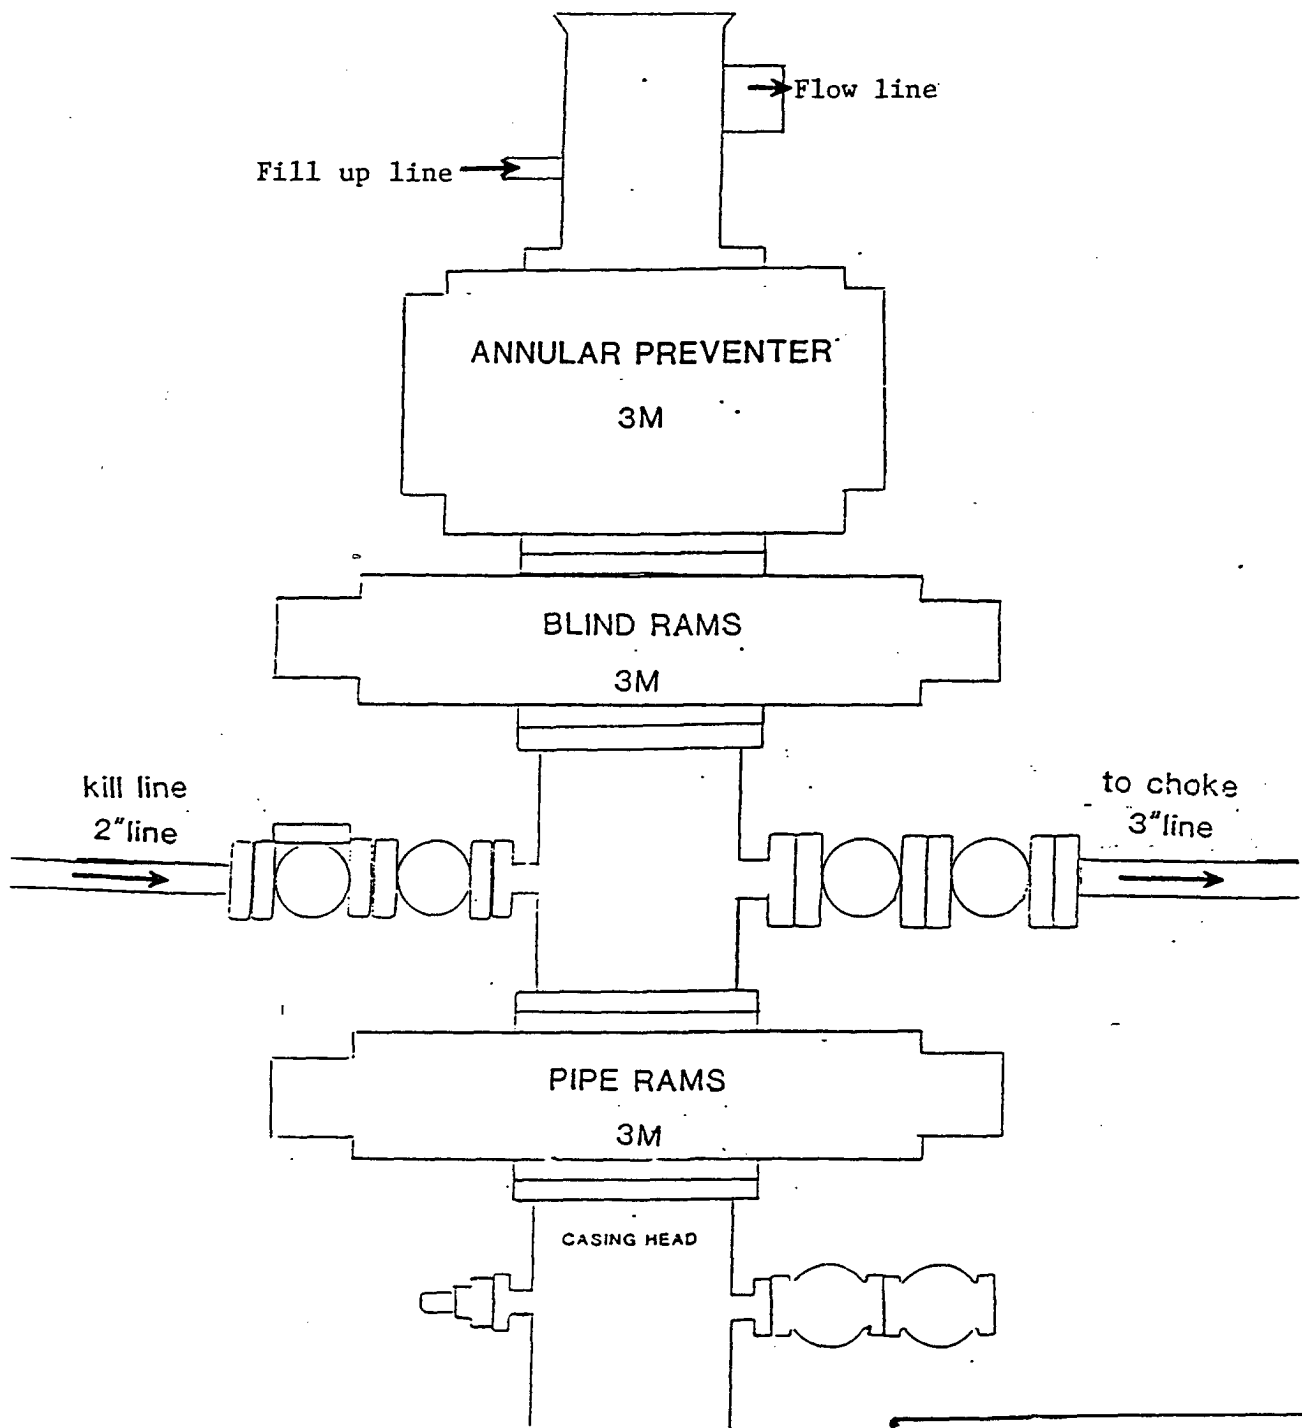 Flow line
Fill up line
ANNULAR PREVENTER
3M
BLIND RAMS
3M
kill line
2"line
to choke
3"line
PIPE RAMS
3M
CASING HEAD